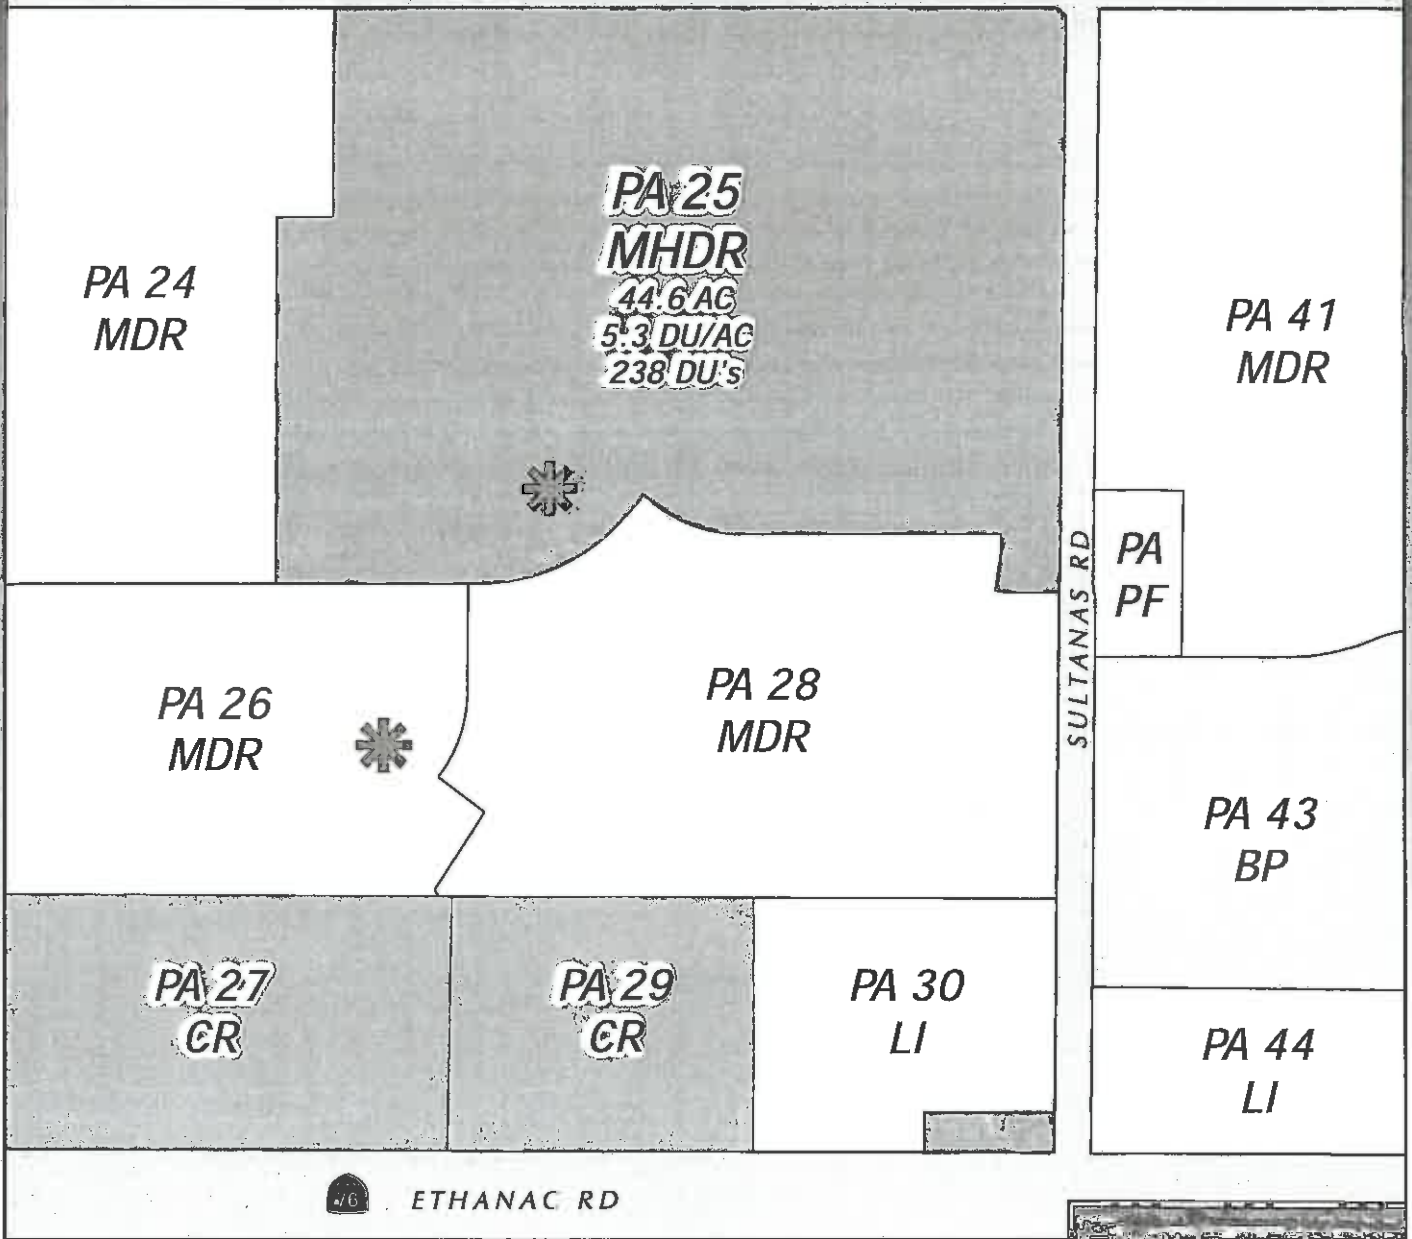 PA 25
MHDR
44.6 AC
5.3 DU/AC
238 DU's
PA 24
MDR
PA 41
MDR
PA
PF
SULTANAS RD
PA 26
MDR
PA 28
MDR
PA 43
BP
PA 27
CR
PA 29
CR
PA 30
LI
PA 44
LI
ETHANAC RD